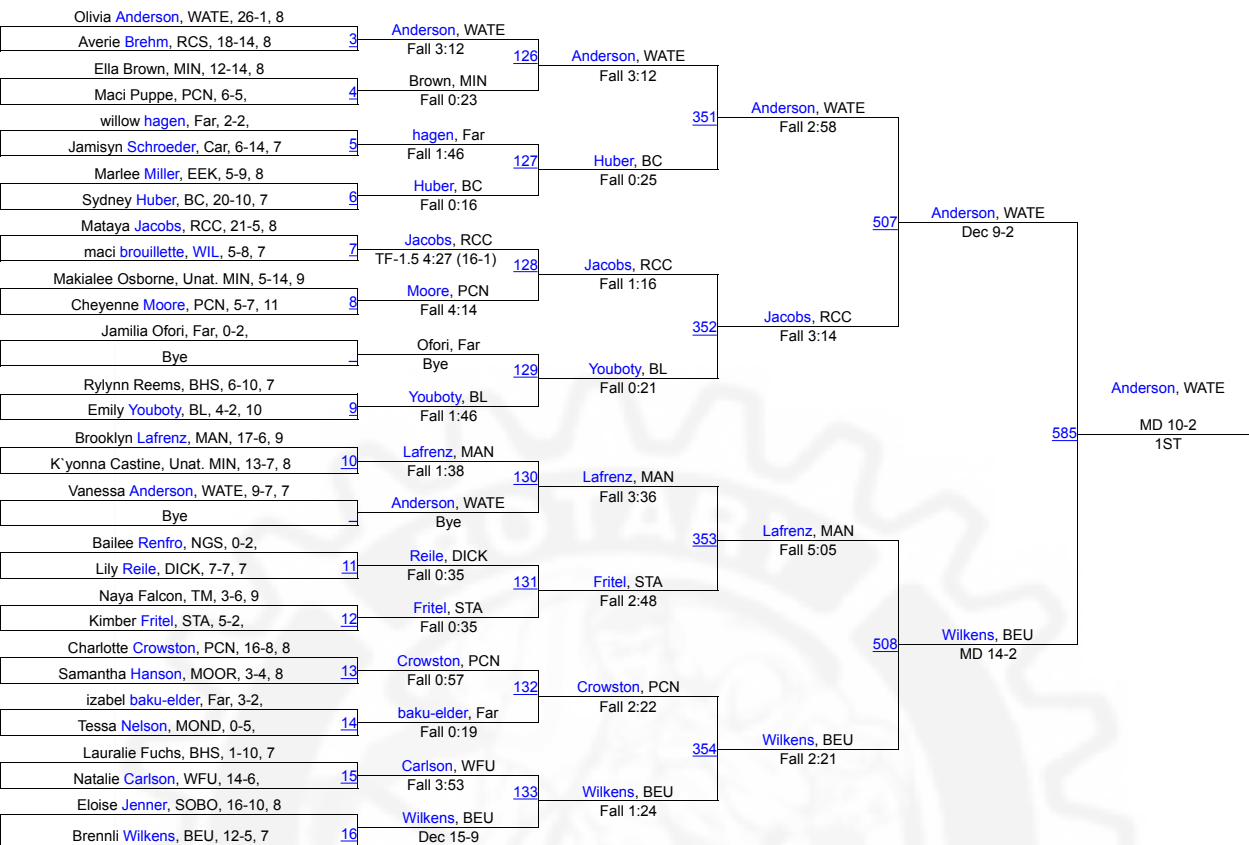 Olivia Anderson, WATE, 26-1, 8
Averie Brehm, RCS, 18-14, 8
3
Ella Brown, MIN, 12-14, 8
Maci Puppe, PCN, 6-5,
4
willow hagen, Far, 2-2,
Jamisyn Schroeder, Car, 6-14, 7
5
Marlee Miller, EEK, 5-9, 8
Sydney Huber, BC, 20-10, 7
6
Mataya Jacobs, RCC, 21-5, 8
maci brouillette, WIL, 5-8, 7
7
Makialee Osborne, Unat. MIN, 5-14, 9
Cheyenne Moore, PCN, 5-7, 11
8
Jamilia Ofori, Far, 0-2,
Bye
Rylynn Reems, BHS, 6-10, 7
Emily Youboty, BL, 4-2, 10
9
Brooklyn Lafrenz, MAN, 17-6, 9
K`yonna Castine, Unat. MIN, 13-7, 8
10
Vanessa Anderson, WATE, 9-7, 7
Bye
Bailee Renfro, NGS, 0-2,
Lily Reile, DICK, 7-7, 7
11
Naya Falcon, TM, 3-6, 9
Kimber Fritel, STA, 5-2,
12
Charlotte Crowston, PCN, 16-8, 8
Samantha Hanson, MOOR, 3-4, 8
13
izabel baku-elder, Far, 3-2,
Tessa Nelson, MOND, 0-5,
14
Lauralie Fuchs, BHS, 1-10, 7
Natalie Carlson, WFU, 14-6,
15
Eloise Jenner, SOBO, 16-10, 8
Brennli Wilkens, BEU, 12-5, 7
16
Anderson, WATE
Fall 3:12
126
Brown, MIN
Fall 0:23
hagen, Far
Fall 1:46
127
Huber, BC
Fall 0:16
Jacobs, RCC
TF-1.5 4:27 (16-1)
128
Moore, PCN
Fall 4:14
Ofori, Far
Bye
129
Youboty, BL
Fall 1:46
Lafrenz, MAN
Fall 1:38
130
Anderson, WATE
Bye
Reile, DICK
Fall 0:35
131
Fritel, STA
Fall 0:35
Crowston, PCN
Fall 0:57
132
baku-elder, Far
Fall 0:19
Carlson, WFU
Fall 3:53
133
Wilkens, BEU
Dec 15-9
Anderson, WATE
Fall 3:12
351
Huber, BC
Fall 0:25
Jacobs, RCC
Fall 1:16
352
Youboty, BL
Fall 0:21
Lafrenz, MAN
Fall 3:36
353
Fritel, STA
Fall 2:48
Crowston, PCN
Fall 2:22
354
Wilkens, BEU
Fall 1:24
Anderson, WATE
Fall 2:58
507
Jacobs, RCC
Fall 3:14
Lafrenz, MAN
Fall 5:05
508
Wilkens, BEU
Fall 2:21
Anderson, WATE
Dec 9-2
585
Wilkens, BEU
MD 14-2
Anderson, WATE
MD 10-2
1ST